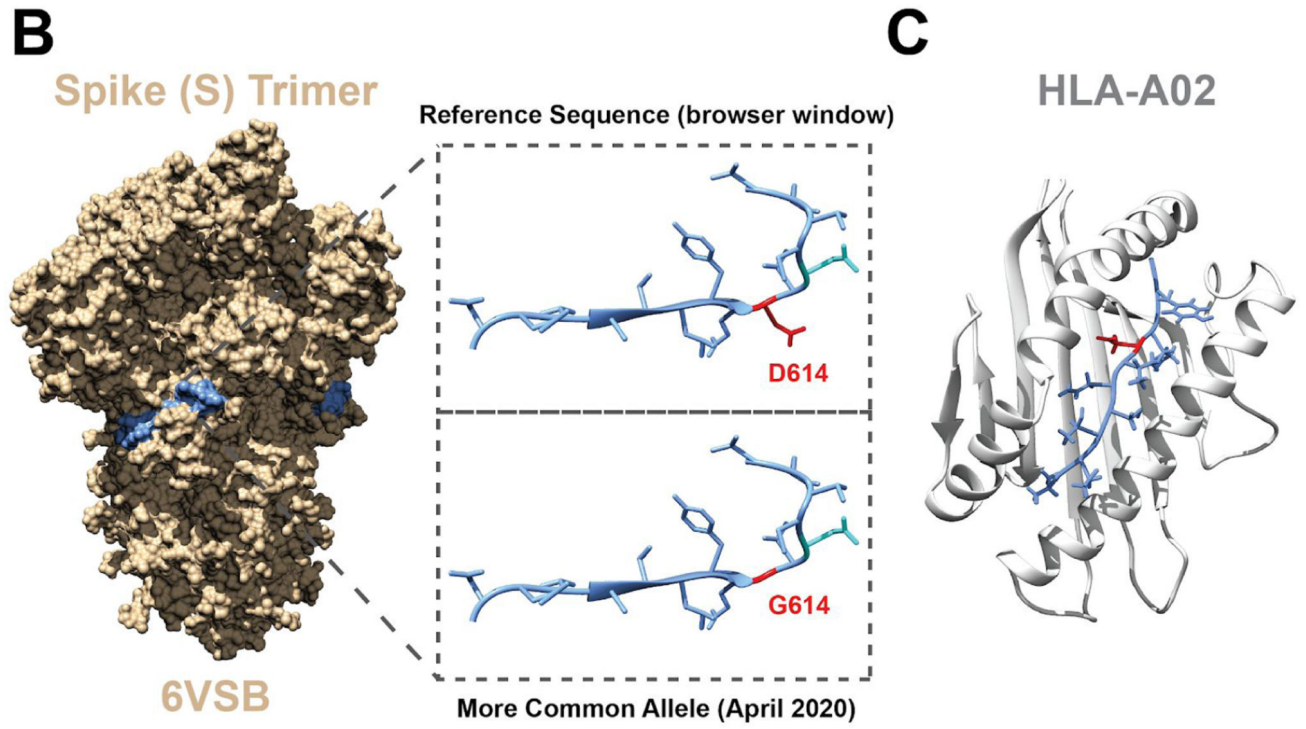 B
Spike (S) Trimer
6VSB
Reference Sequence (browser window)
D614
G614
More Common Allele (April 2020)
C
HLA-A02